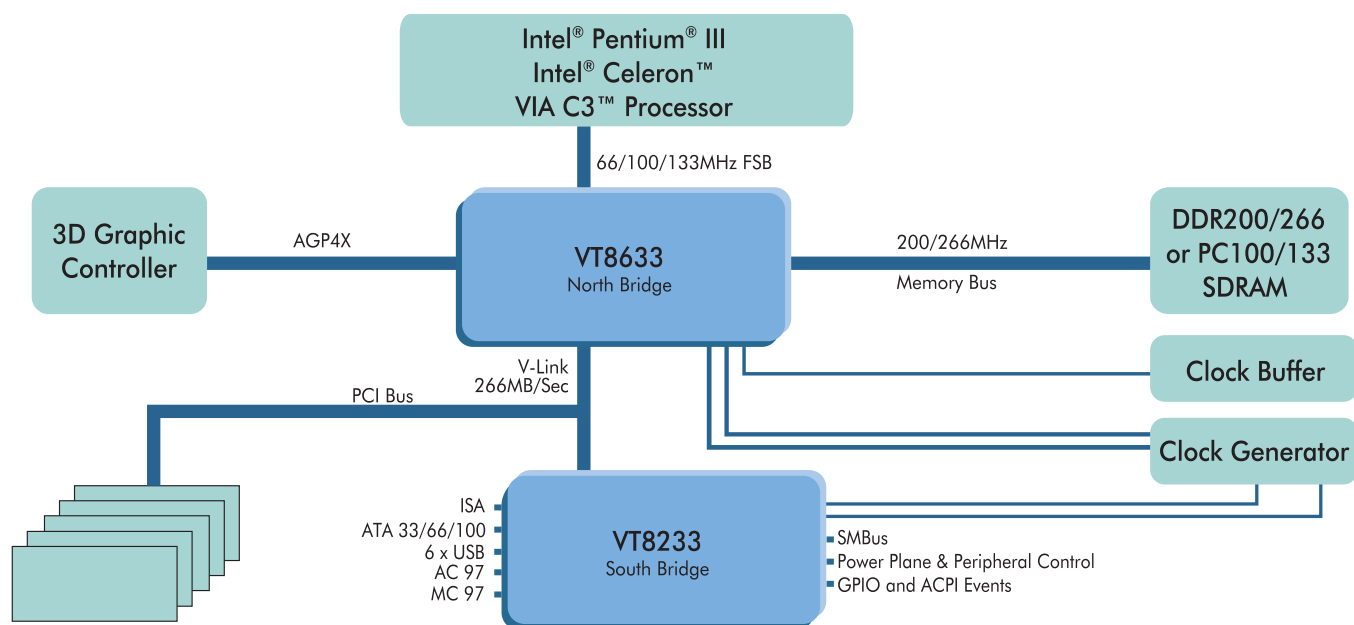 Intel® Pentium® III
Intel® Celeron™
VIA C3™ Processor
66/100/133MHz FSB
3D Graphic
Controller
AGP4X
VT8633
North Bridge
200/266MHz
Memory Bus
DDR200/266
or PC100/133
SDRAM
V-Link
266MB/Sec
PCI Bus
Clock Buffer
Clock Generator
ISA
ATA 33/66/100
6 x USB
AC 97
MC 97
VT8233
South Bridge
SMBus
Power Plane & Peripheral Control
GPIO and ACPI Events